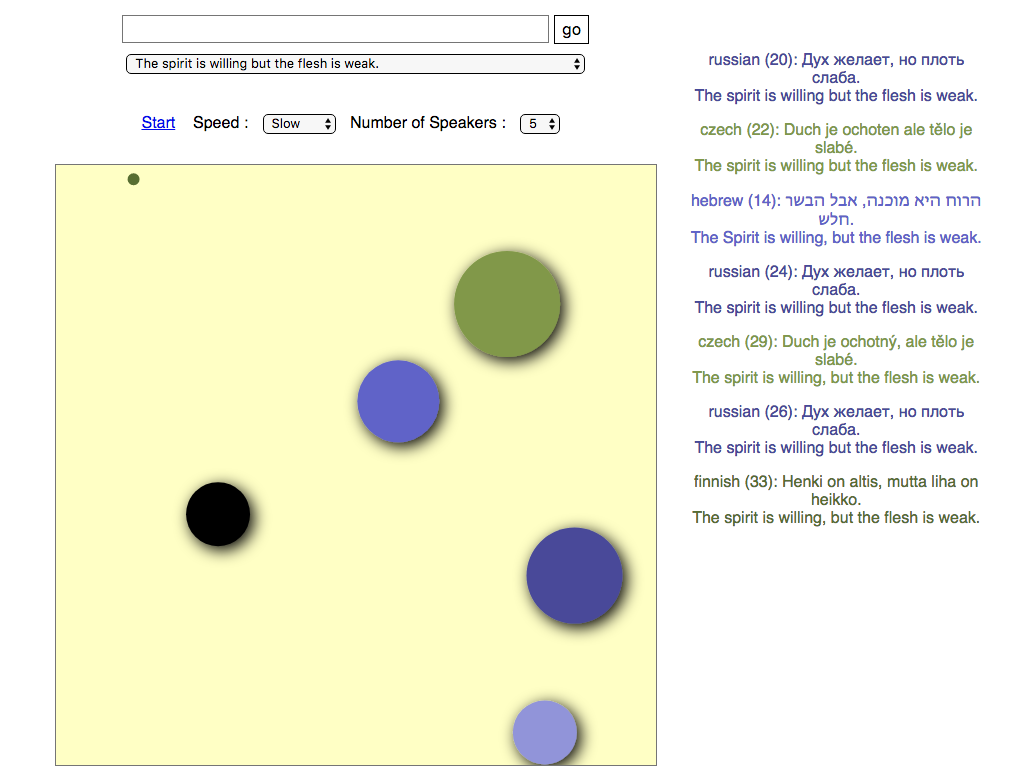 go
The spirit is willing but the flesh is weak.
Start Speed : Slow Number of Speakers : 5
russian (20): Дух желает, но плоть
слаба.
The spirit is willing but the flesh is weak.
czech (22): Duch je ochoten ale tělo je
slabé.
The spirit is willing but the flesh is weak.
hebrew (14): הרוח היא מוכנה, אבל הבשר
חלש.
The Spirit is willing, but the flesh is weak.
russian (24): Дух желает, но плоть
слаба.
The spirit is willing but the flesh is weak.
czech (29): Duch je ochotný, ale tělo je
slabé.
The spirit is willing, but the flesh is weak.
russian (26): Дух желает, но плоть
слаба.
The spirit is willing but the flesh is weak.
finnish (33): Henki on altis, mutta liha on
heikko.
The spirit is willing, but the flesh is weak.